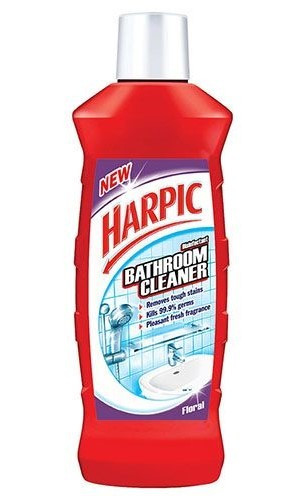 NEW
HARPIC
Disinfectant
BATHROOM
CLEANER
Removes tough stains
Kills 99.9% germs
Pleasant fresh fragrance
Floral